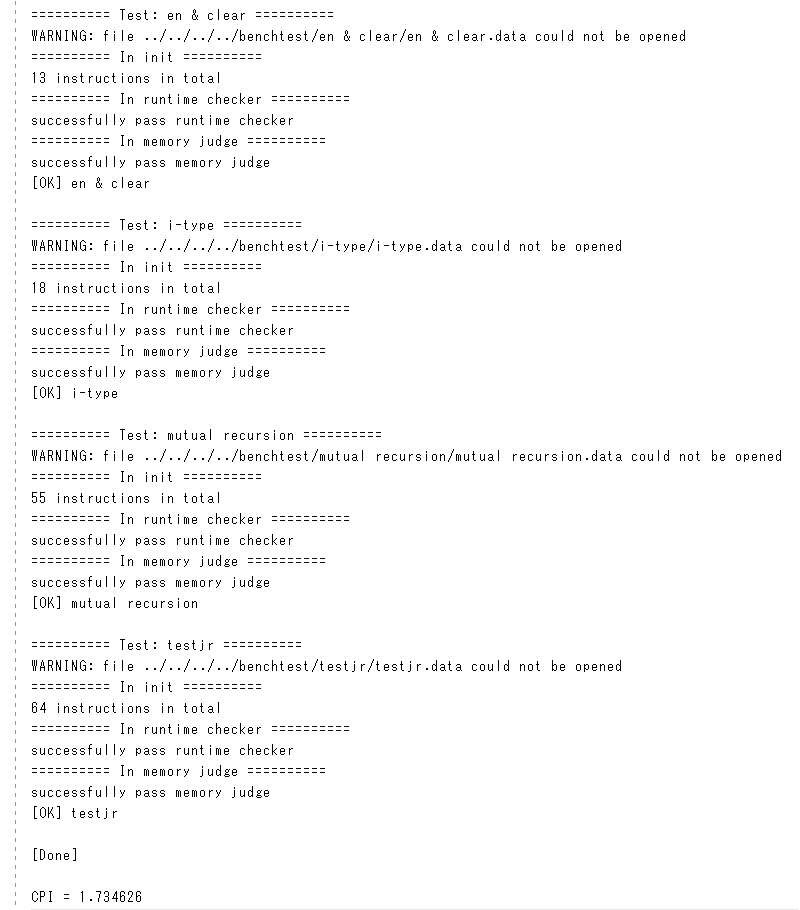 ========== Test: en & clear ==========
WARNING: file ../../../../benchtest/en & clear/en & clear.data could not be opened
========== In init ==========
13 instructions in total
========== In runtime checker ==========
successfully pass runtime checker
========== In memory judge ==========
successfully pass memory judge
[OK] en & clear

========== Test: i-type ==========
WARNING: file ../../../../benchtest/i-type/i-type.data could not be opened
========== In init ==========
18 instructions in total
========== In runtime checker ==========
successfully pass runtime checker
========== In memory judge ==========
successfully pass memory judge
[OK] i-type

========== Test: mutual recursion ==========
WARNING: file ../../../../benchtest/mutual recursion/mutual recursion.data could not be opened
========== In init ==========
55 instructions in total
========== In runtime checker ==========
successfully pass runtime checker
========== In memory judge ==========
successfully pass memory judge
[OK] mutual recursion

========== Test: testjr ==========
WARNING: file ../../../../benchtest/testjr/testjr.data could not be opened
========== In init ==========
64 instructions in total
========== In runtime checker ==========
successfully pass runtime checker
========== In memory judge ==========
successfully pass memory judge
[OK] testjr

[Done]

CPI = 1.734626